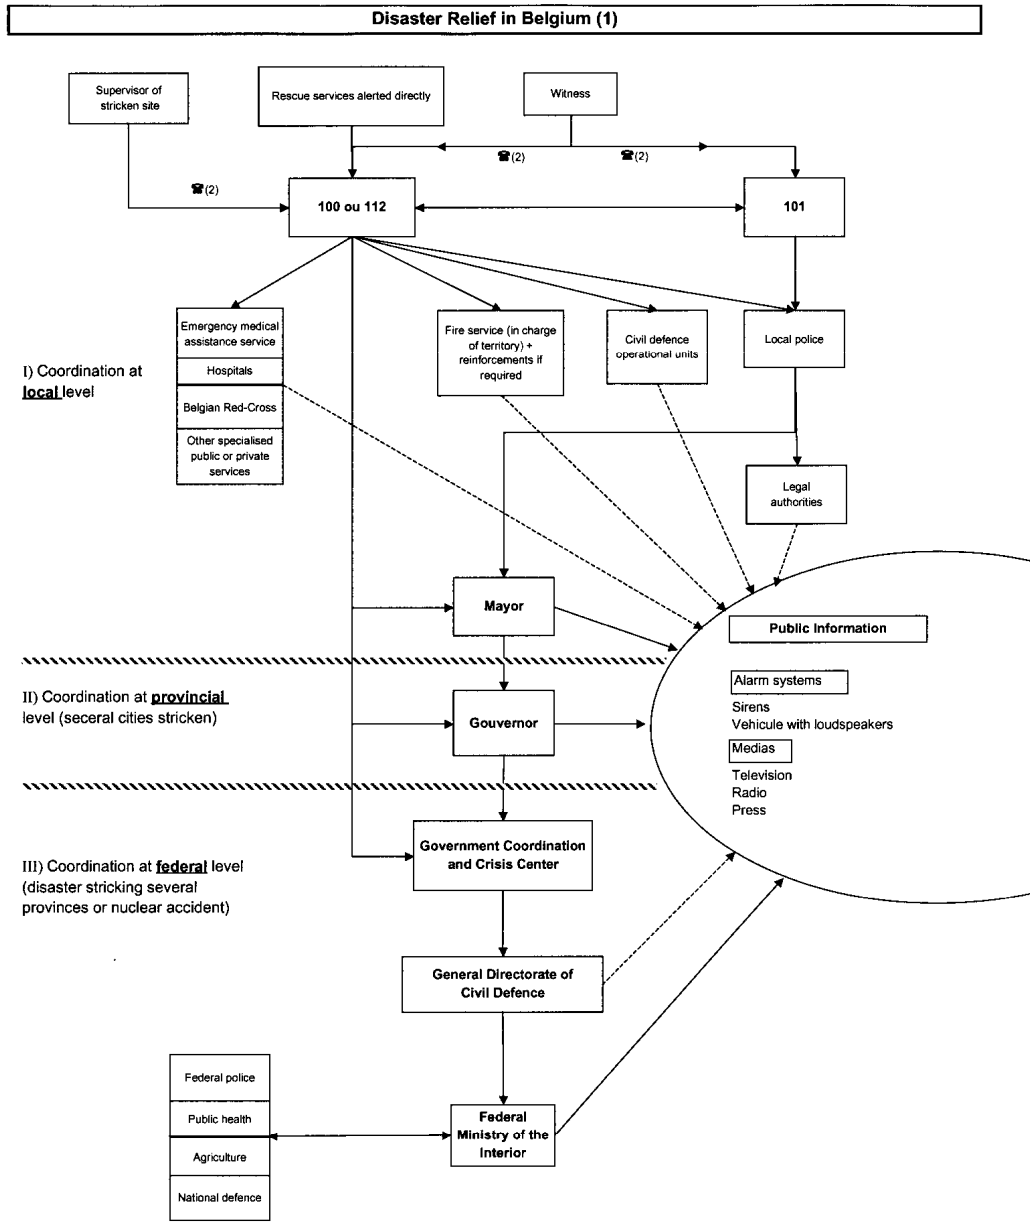 Disaster Relief in Belgium (1)
Supervisor of
stricken site
Rescue services alerted directly
Witness
☎(2)
☎(2)
☎(2)
100 ou 112
101
Emergency medical
assistance service
Hospitals
Belgian Red-Cross
Other specialised
public or private
services
Fire service (in charge
of territory) +
reinforcements if
required
Civil defence
operational units
Local police
I) Coordination at
local level
Legal
authorities
Mayor
Public Information
Alarm systems
Sirens
Vehicule with loudspeakers
Medias
Television
Radio
Press
II) Coordination at provincial
level (seceral cities stricken)
Gouvernor
III) Coordination at federal level
(disaster stricking several
provinces or nuclear accident)
Government Coordination
and Crisis Center
General Directorate of
Civil Defence
Federal police
Public health
Agriculture
National defence
Federal
Ministry of the
Interior